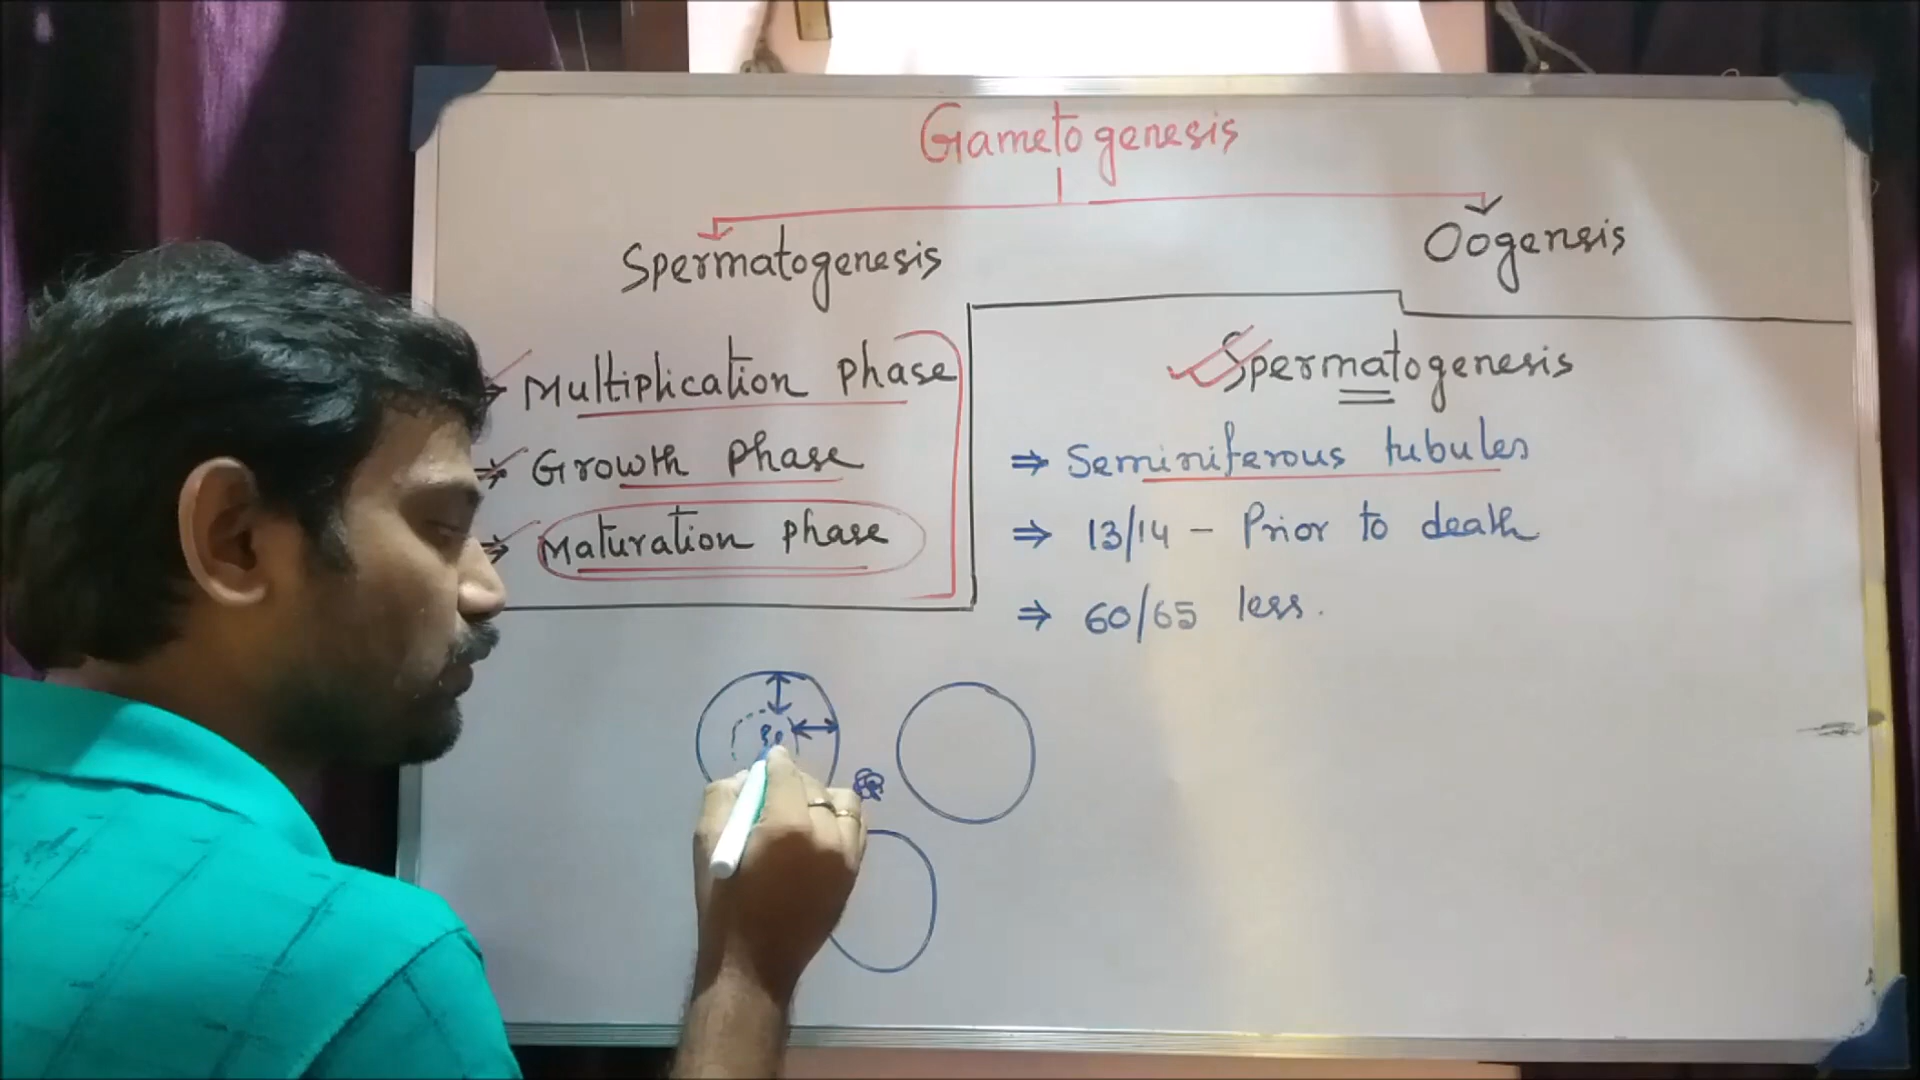 Gametogenesis
Spermatogenesis
Oogensis
Multiplication phase
Growth phase
Maturation phase
Spermatogenesis
⇒ Seminiferous tubules
⇒ 13/14 - Prior to death
⇒ 60/65 less.